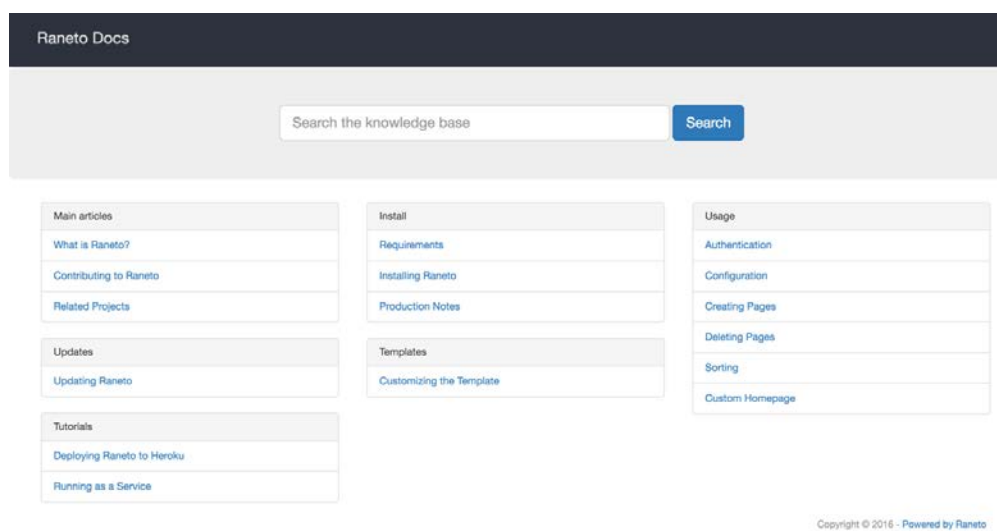 Raneto Docs
Search the knowledge base
Search
Main articles
What is Raneto?
Contributing to Raneto
Related Projects
Updates
Updating Raneto
Tutorials
Deploying Raneto to Heroku
Running as a Service
Install
Requirements
Installing Raneto
Production Notes
Templates
Customizing the Template
Usage
Authentication
Configuration
Creating Pages
Deleting Pages
Sorting
Custom Homepage
Copyright © 2016 - Powered by Raneto